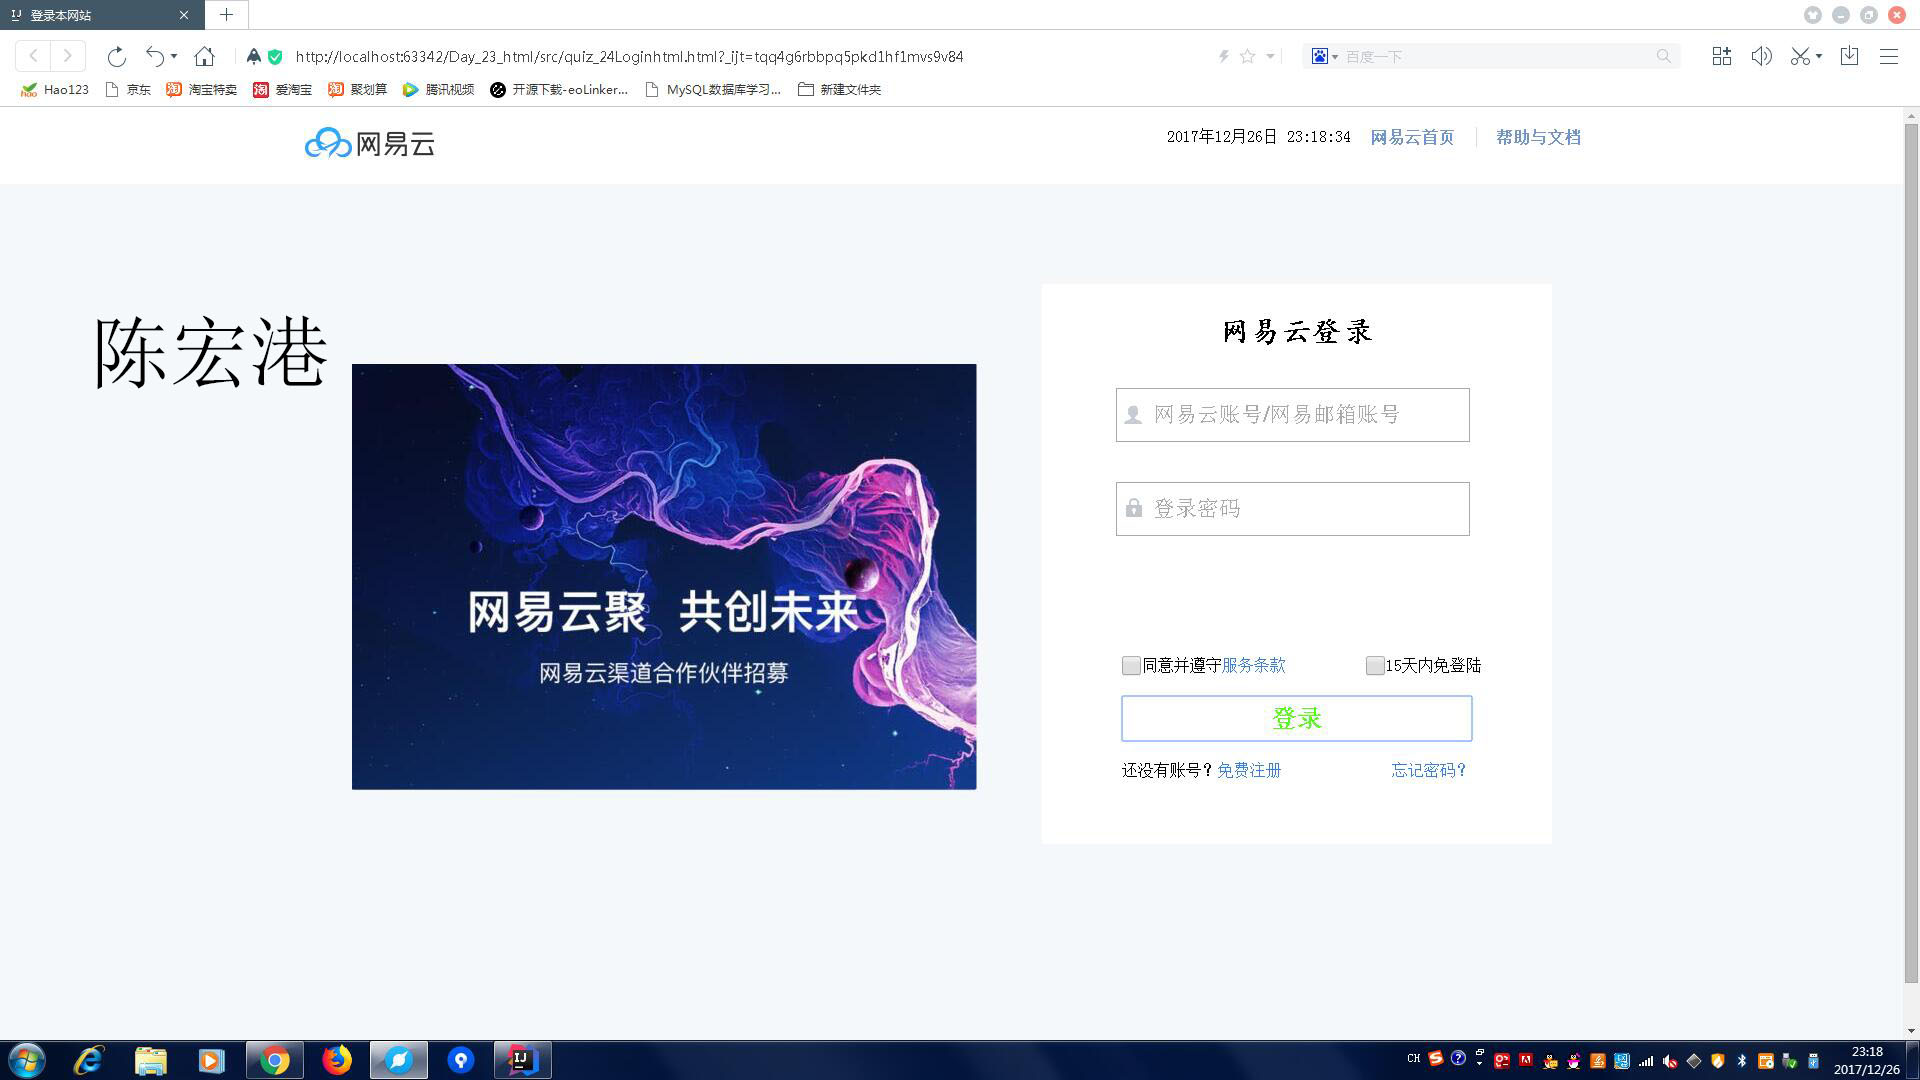 登录本网站
http://localhost:63342/Day_23_html/src/quiz_24Loginhtml.html?_ijt=tqq4g6rbbpq5pkd1hf1mvs9v84
百度一下
Hao123 京东 淘宝特卖 爱淘宝 聚划算 腾讯视频 开源下载-eoLinker... MySQL数据库学习... 新建文件夹
网易云
2017年12月26日 23:18:34 网易云首页 帮助与文档
陈宏港
网易云聚 共创未来
网易云渠道合作伙伴招募
网易云登录
网易云账号/网易邮箱账号
登录密码
同意并遵守服务条款 15天内免登陆
登录
还没有账号？免费注册 忘记密码？
CH
23:18
2017/12/26